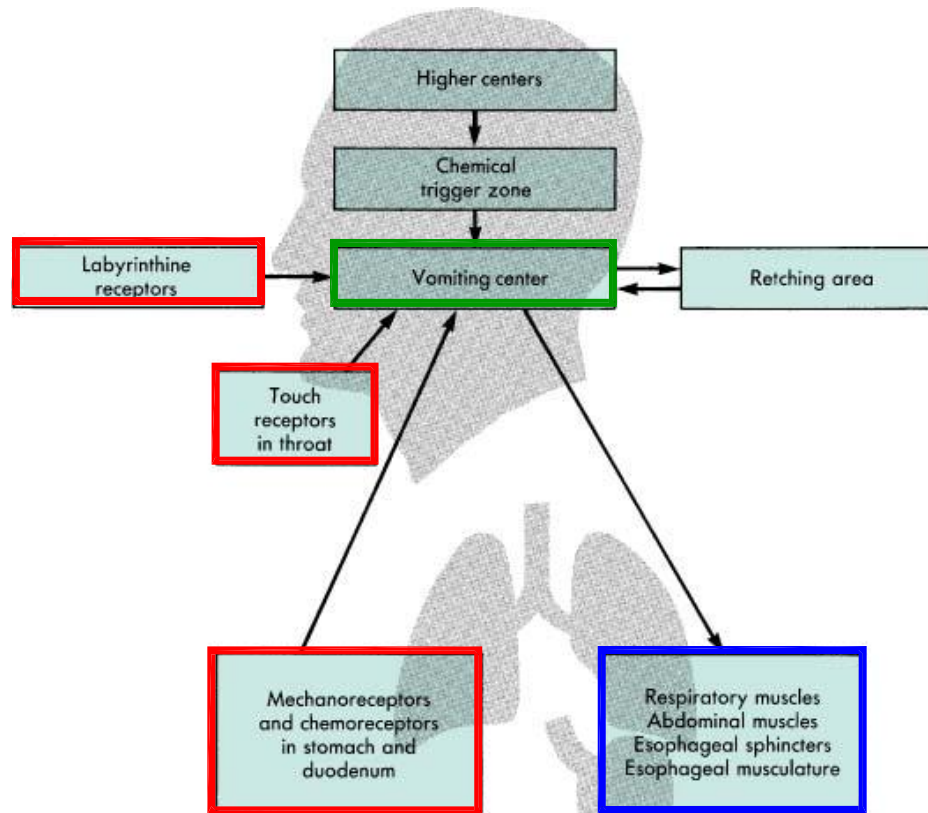 Higher centers
Chemical
trigger zone
Labyrinthine
receptors
Vomiting center
Retching area
Touch
receptors
in throat
Mechanoreceptors
and chemoreceptors
in stomach and
duodenum
Respiratory muscles
Abdominal muscles
Esophageal sphincters
Esophageal musculature